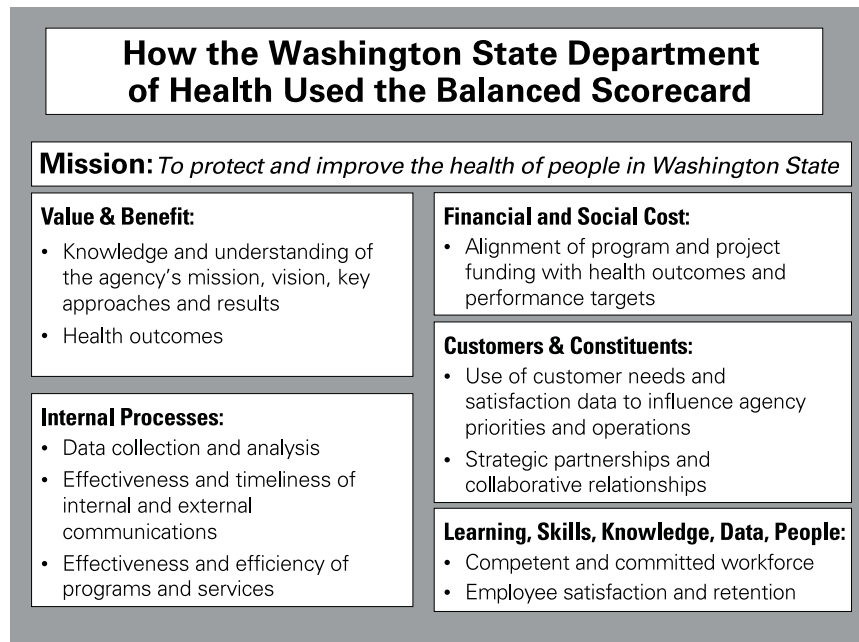 How the Washington State Department
of Health Used the Balanced Scorecard
Mission: To protect and improve the health of people in Washington State
Value & Benefit:
• Knowledge and understanding of
the agency's mission, vision, key
approaches and results
• Health outcomes
Internal Processes:
• Data collection and analysis
• Effectiveness and timeliness of
internal and external
communications
• Effectiveness and efficiency of
programs and services
Financial and Social Cost:
• Alignment of program and project
funding with health outcomes and
performance targets
Customers & Constituents:
• Use of customer needs and
satisfaction data to influence agency
priorities and operations
• Strategic partnerships and
collaborative relationships
Learning, Skills, Knowledge, Data, People:
• Competent and committed workforce
• Employee satisfaction and retention